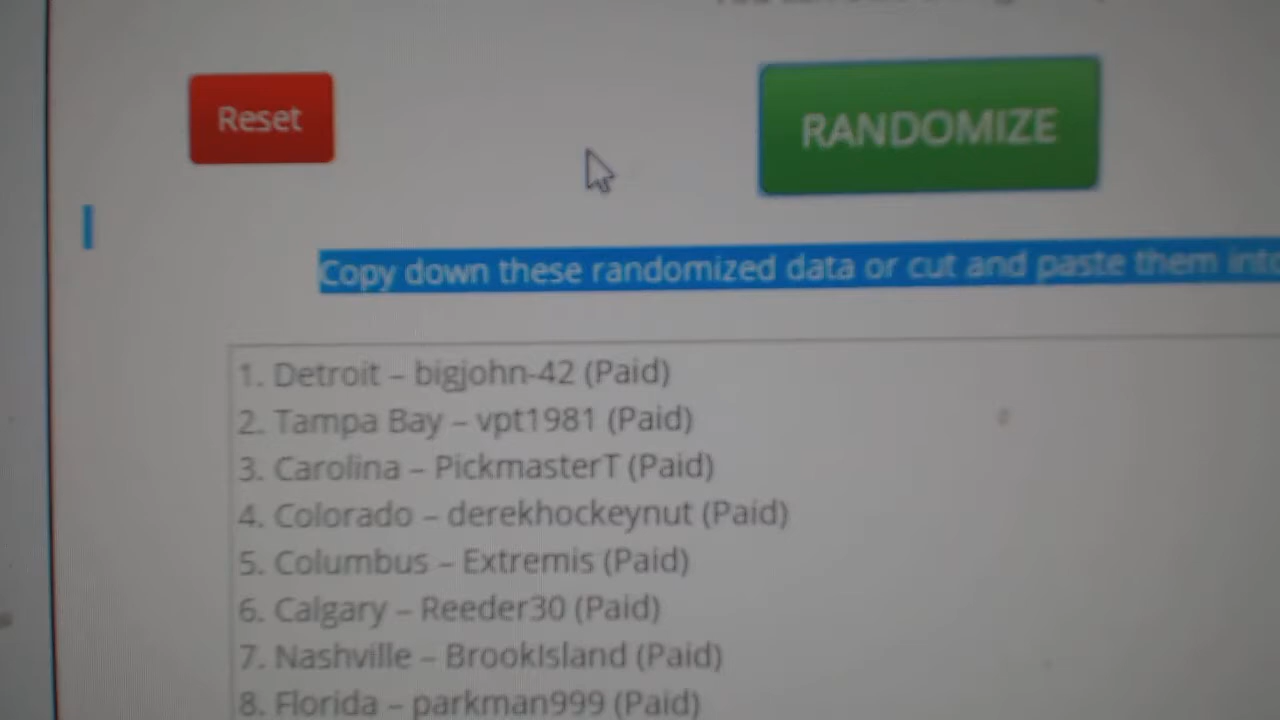 Reset
RANDOMIZE
Copy down these randomized data or cut and paste them into
1. Detroit – bigjohn-42 (Paid)
2. Tampa Bay – vpt1981 (Paid)
3. Carolina – PickmasterT (Paid)
4. Colorado – derekhockeynut (Paid)
5. Columbus – Extremis (Paid)
6. Calgary – Reeder30 (Paid)
7. Nashville – BrookIsland (Paid)
8. Florida – parkman999 (Paid)